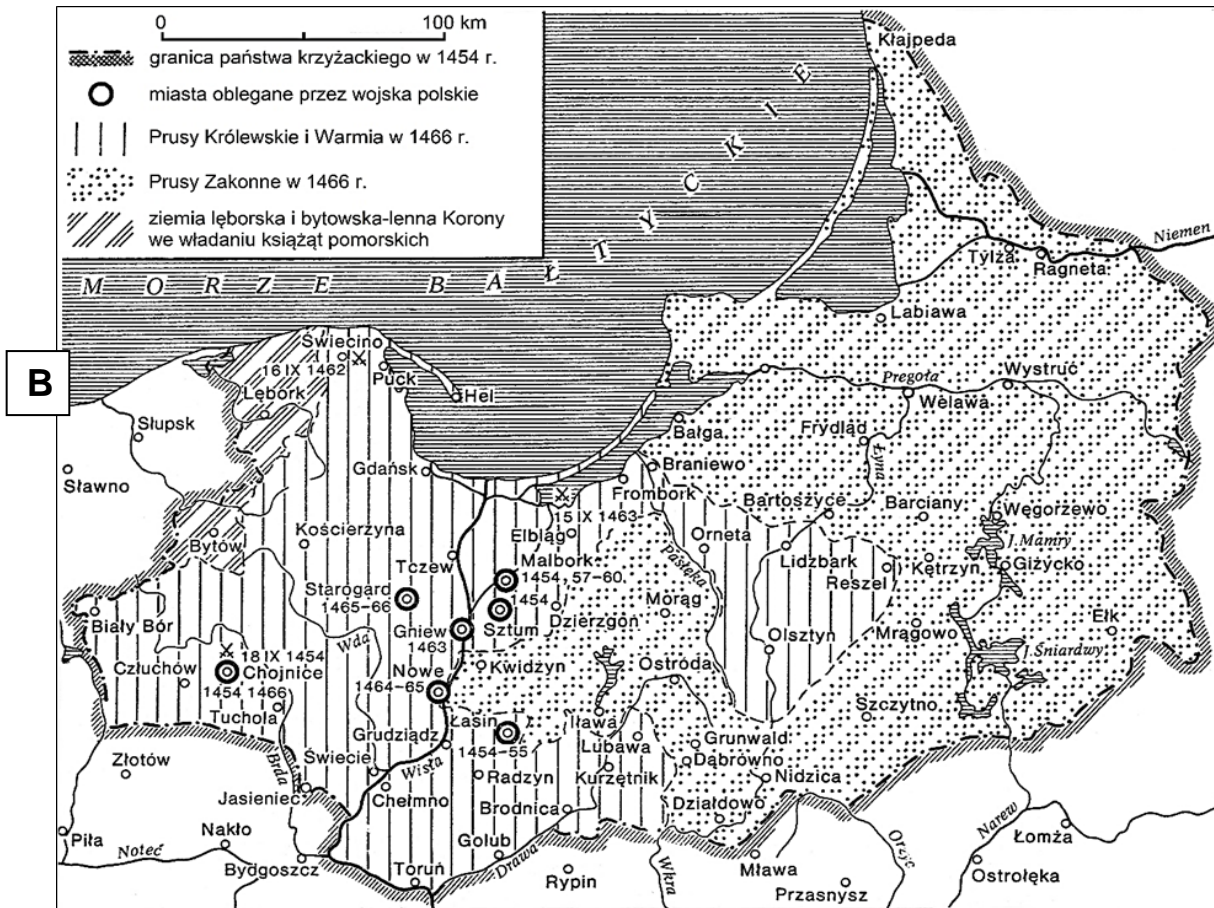 0 100 km
granica państwa krzyżackiego w 1454 r.
miasta oblegane przez wojska polskie
Prusy Królewskie i Warmia w 1466 r.
Prusy Zakonne w 1466 r.
ziemia lęborska i bytowska-lenna Korony
we władaniu książąt pomorskich
B
MORZE BAŁTYCKIE
Kłajpeda
Niemen
Tylża
Ragneta
Labiawa
Świecino
16 IX 1462
Puck
Hel
Lębork
Pregoła
Wystruć
Welawa
Słupsk
Bałga
Frydląd
Łyna
Gdańsk
Braniewo
Sławno
Frombork
Bartoszyce
Barciany
Węgorzewo
15 IX 1463
Kościerzyna
Elbląg
Orneta
J.Mamry
Bytów
Tczew
Malbork
Pasłęka
Lidzbark
Giżycko
1454, 57-60
Reszel
Kętrzyn
Starogard
1465-66
1454
Morąg
Biały Bór
Wda
Gniew
1463
Sztum
Dzierzgoń
Mrągowo
Ełk
Olsztyn
18 IX 1454
Człuchów
Chojnice
Nowe
Kwidzyn
Ostróda
J.Śniardwy
1454 1466
1464-65
Tuchola
Szczytno
Łasin
Iława
Grudziądz
1454-55
Lubawa
Grunwald
Złotów
Brda
Świecie
Wisła
Radzyn
Kurzętnik
Dąbrówno
Nidzica
Jasieniec
Chełmno
Brodnica
Działdowo
Piła
Nakło
Golub
Narew
Łomża
Noteć
Bydgoszcz
Toruń
Drawa
Rypin
Wkra
Mława
Orzyc
Przasnysz
Ostrołęka